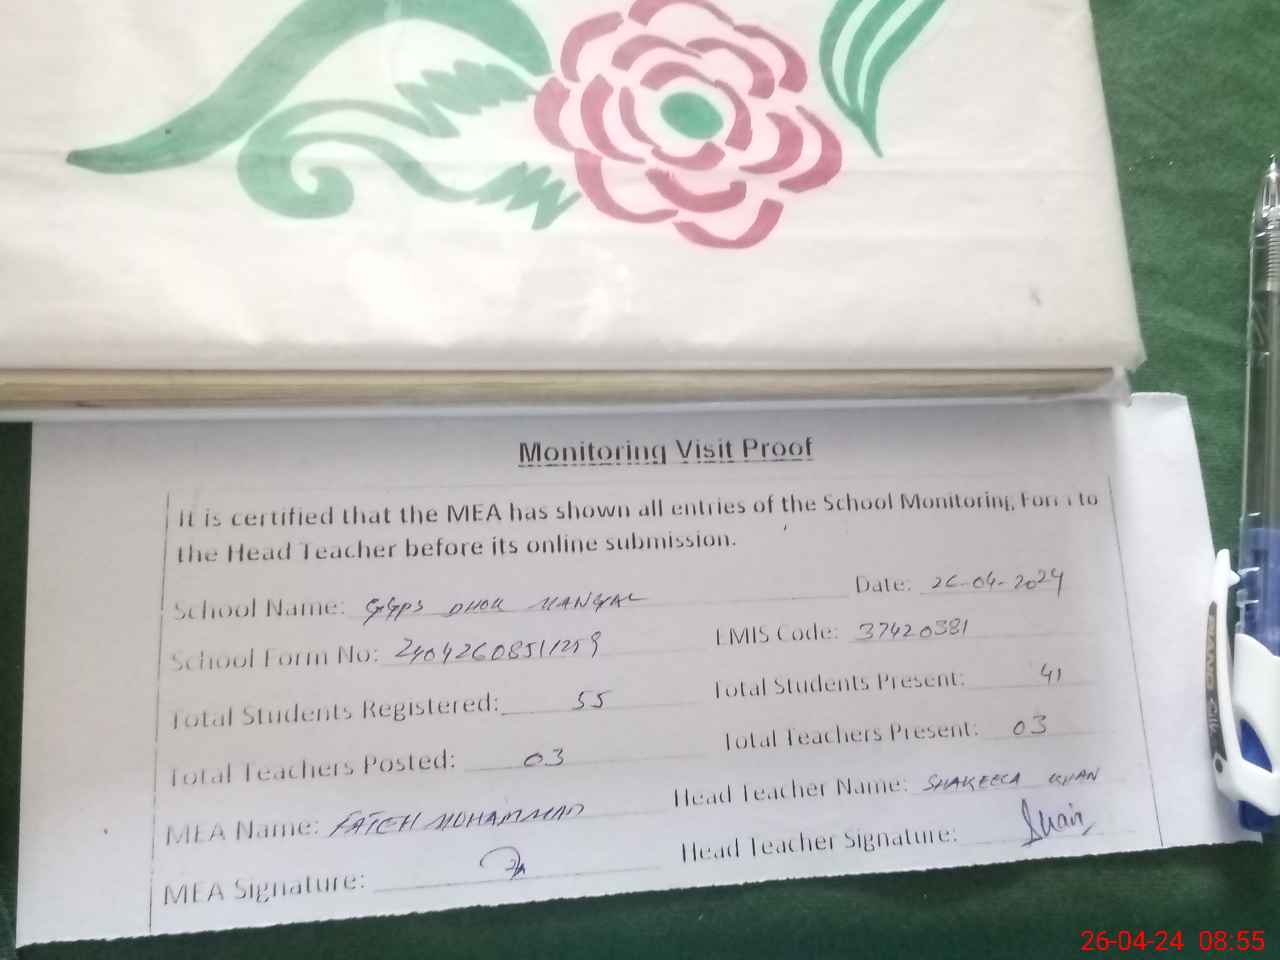 Monitoring Visit Proof
It is certified that the MEA has shown all entries of the School Monitoring Form to
the Head Teacher before its online submission.
School Name: GGPS DHOK MANGYAL Date: 26-04-2024
School Form No: 24042608511259 EMIS Code: 37420381
Total Students Registered: 55 Total Students Present: 41
Total Teachers Posted: 03 Total Teachers Present: 03
MEA Name: FATEH MOHAMMAD Head Teacher Name: SHAKEELA KHAN
MEA Signature: Head Teacher Signature:
PIANO
26-04-24 08:55